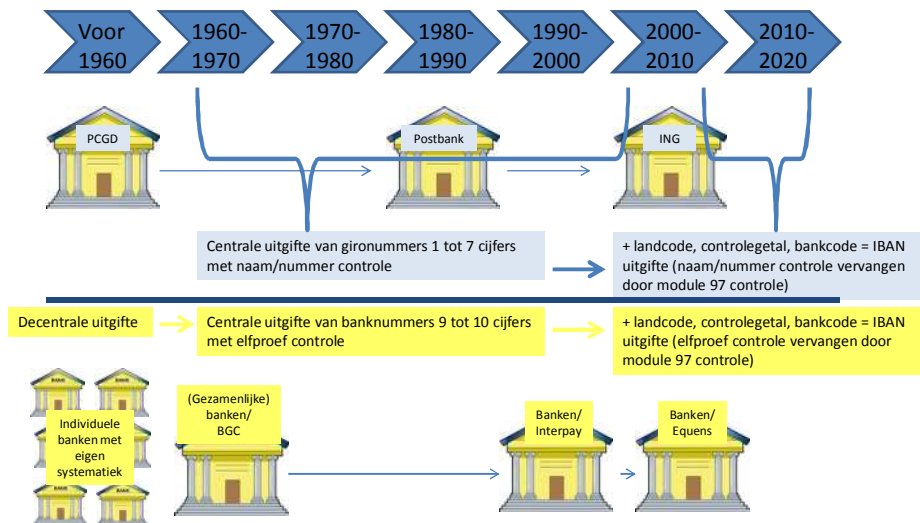 Voor
1960
1960-
1970
1970-
1980
1980-
1990
1990-
2000
2000-
2010
2010-
2020
PCGD
Postbank
ING
Centrale uitgifte van gironummers 1 tot 7 cijfers
met naam/nummer controle
+ landcode, controlegetal, bankcode = IBAN
uitgifte (naam/nummer controle vervangen
door module 97 controle)
Decentrale uitgifte
Centrale uitgifte van banknummers 9 tot 10 cijfers
met elfproef controle
+ landcode, controlegetal, bankcode = IBAN
uitgifte (elfproef controle vervangen door
module 97 controle)
BANK
BANK
Individuele
banken met
eigen
systematiek
BANK
BANK
(Gezamenlijke)
banken/
BGC
Banken/
Interpay
Banken/
Equens